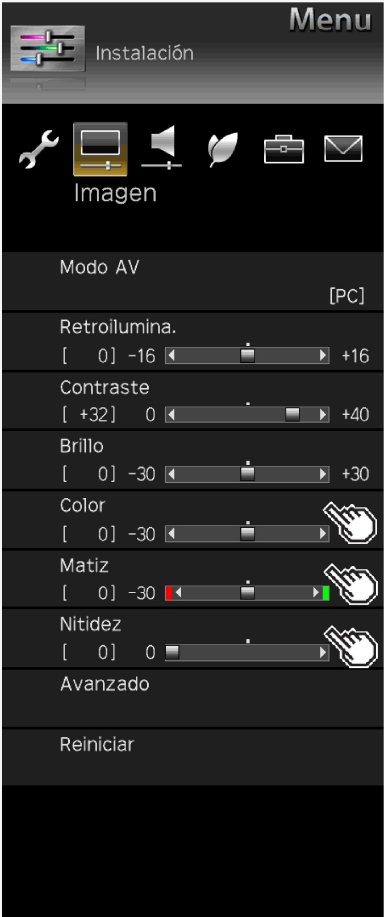 Menu
Instalación
Imagen
Modo AV
[PC]
Retroilumina.
[ 0] -16 +16
Contraste
[ +32] 0 +40
Brillo
[ 0] -30 +30
Color
[ 0] -30
Matiz
[ 0] -30
Nitidez
[ 0] 0
Avanzado
Reiniciar